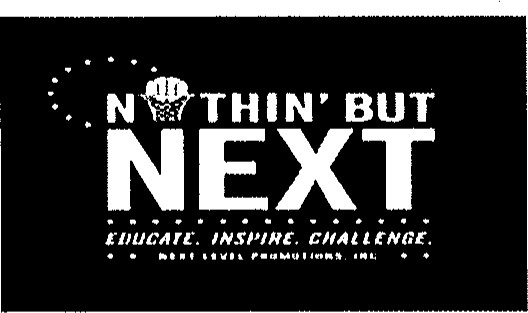 NOTHIN' BUT
NEXT
EDUCATE. INSPIRE. CHALLENGE.
NEXT LEVEL PROMOTIONS, INC